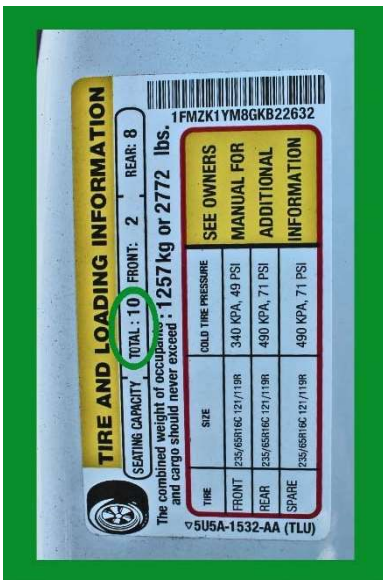 TIRE AND LOADING INFORMATION
SEATING CAPACITY TOTAL : 10 FRONT: 2 REAR: 8
The combined weight of occupants : 1257 kg or 2772 lbs.
and cargo should never exceed
1FMZK1YM8GKB22632
TIRE SIZE COLD TIRE PRESSURE SEE OWNERS
FRONT 235/65R16C 121/119R 340 KPA, 49 PSI MANUAL FOR
REAR 235/65R16C 121/119R 490 KPA, 71 PSI ADDITIONAL
SPARE 235/65R16C 121/119R 490 KPA, 71 PSI INFORMATION
▽5U5A-1532-AA (TLU)